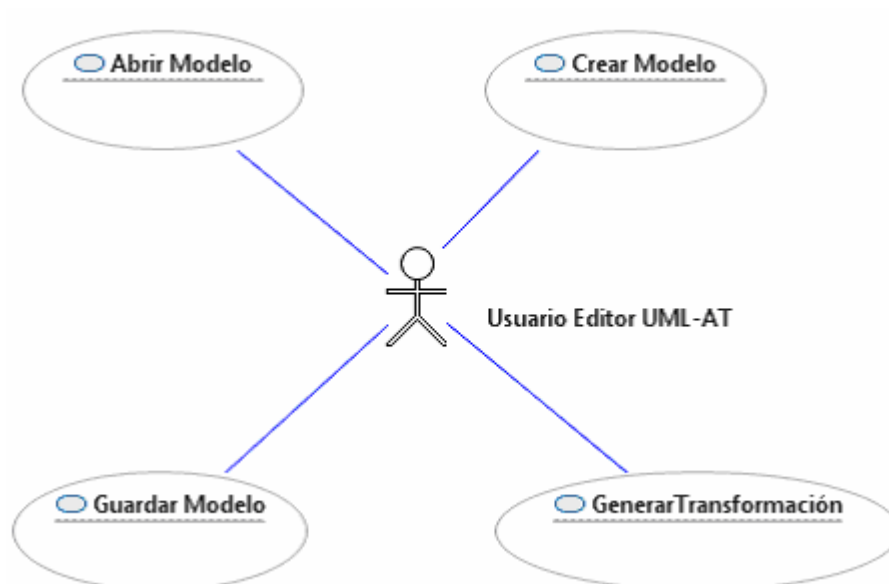 Abrir Modelo
Crear Modelo
Usuario Editor UML-AT
Guardar Modelo
GenerarTransformación